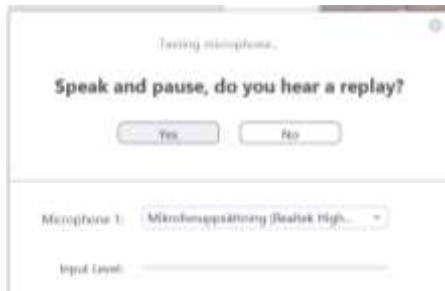 Testing microphone...
Speak and pause, do you hear a replay?
Yes No
Microphone 1: Mikrofonuppsättning (Realtek High...
Input Level: